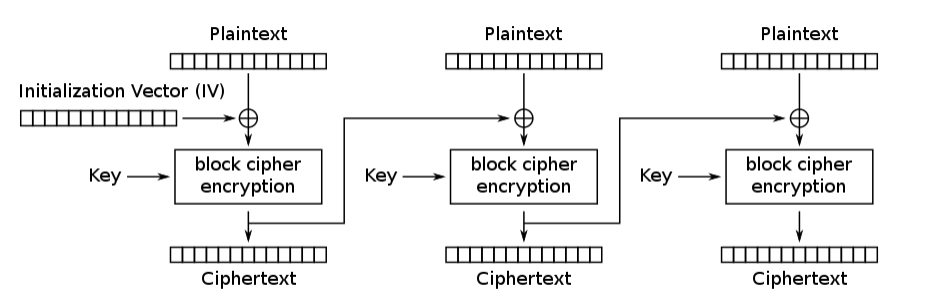 Plaintext
Plaintext
Plaintext
Initialization Vector (IV)
Key
block cipher
encryption
Key
block cipher
encryption
Key
block cipher
encryption
Ciphertext
Ciphertext
Ciphertext